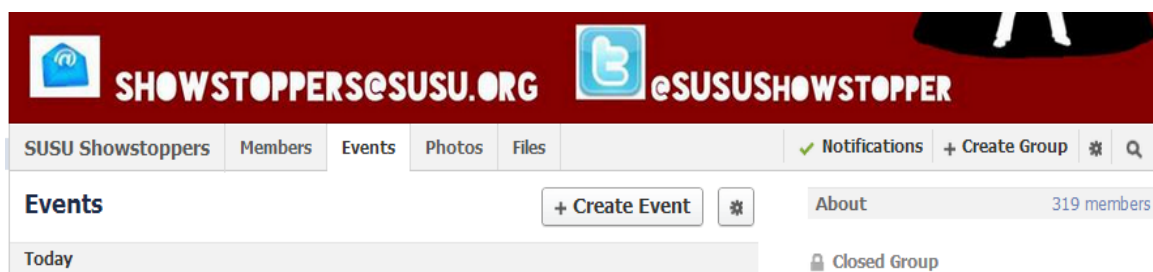 SHOWSTOPPERS@SUSU.ORG @SUSUSHOWSTOPPER
SUSU Showstoppers Members Events Photos Files Notifications + Create Group
Events + Create Event About 319 members
Today Closed Group